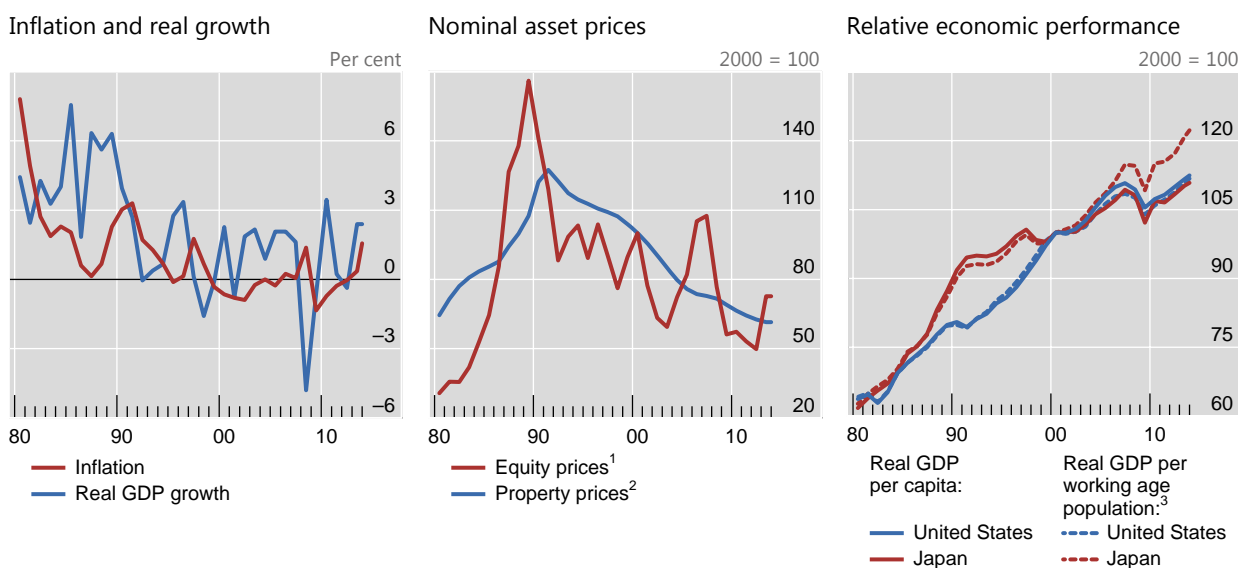 Inflation and real growth
Per cent
6
3
0
–3
–6
80 90 00 10
Inflation
Real GDP growth
Nominal asset prices
2000 = 100
140
110
80
50
20
80 90 00 10
Equity prices1
Property prices2
Relative economic performance
2000 = 100
120
105
90
75
60
80 90 00 10
Real GDP
per capita:
United States
Japan
Real GDP per
working age
population:3
United States
Japan